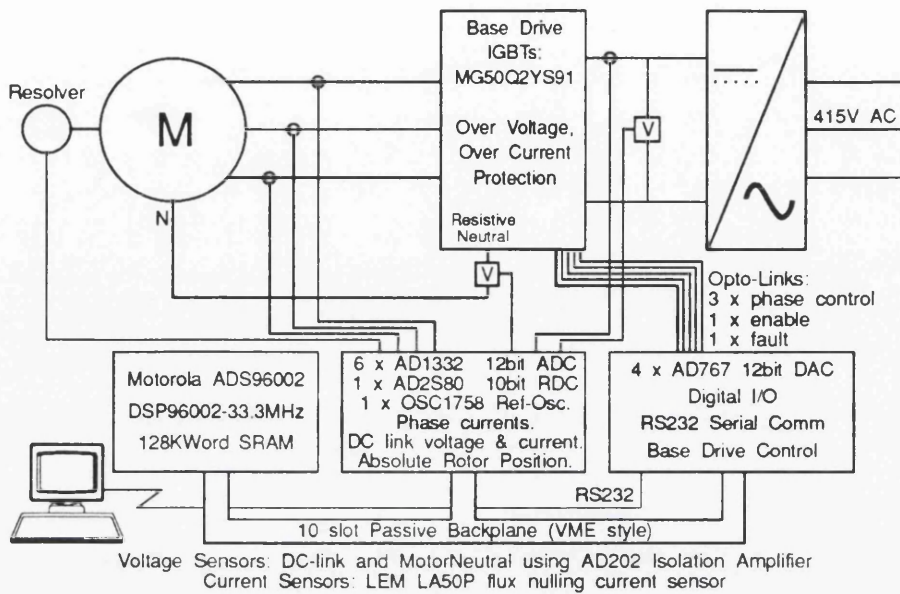 Base Drive
IGBTs:
MG50Q2YS91
Over Voltage,
Over Current
Protection
Resistive
Neutral
Resolver
M
N
V
V
415V AC
Opto-Links:
3 x phase control
1 x enable
1 x fault
Motorola ADS96002
DSP96002-33.3MHz
128KWord SRAM
6 x AD1332 12bit ADC
1 x AD2S80 10bit RDC
1 x OSC1758 Ref-Osc.
Phase currents.
DC link voltage & current.
Absolute Rotor Position.
4 x AD767 12bit DAC
Digital I/O
RS232 Serial Comm
Base Drive Control
RS232
10 slot Passive Backplane (VME style)
Voltage Sensors: DC-link and MotorNeutral using AD202 Isolation Amplifier
Current Sensors: LEM LA50P flux nulling current sensor